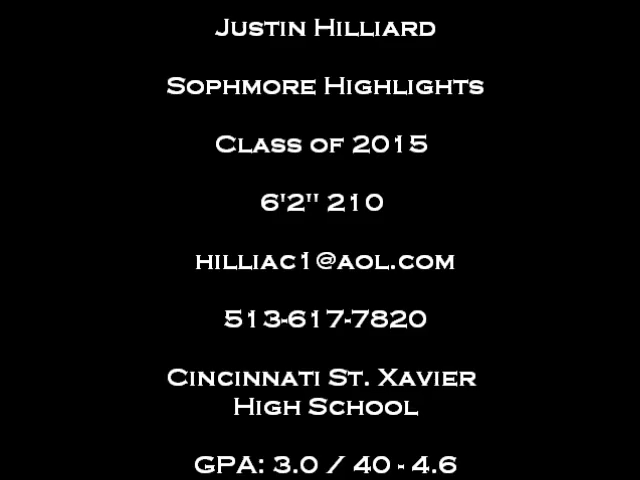 Justin Hilliard
Sophmore Highlights
Class of 2015
6'2" 210
hilliac1@aol.com
513-617-7820
Cincinnati St. Xavier
High School
GPA: 3.0 / 40 - 4.6